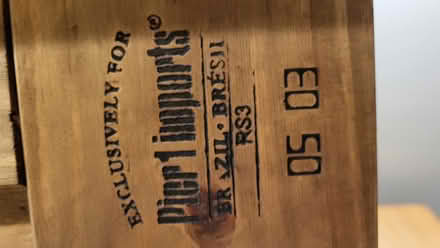 EXCLUSIVELY FOR
Pier 1 imports®
BRAZIL • BRÉSIL
RS3
05 03